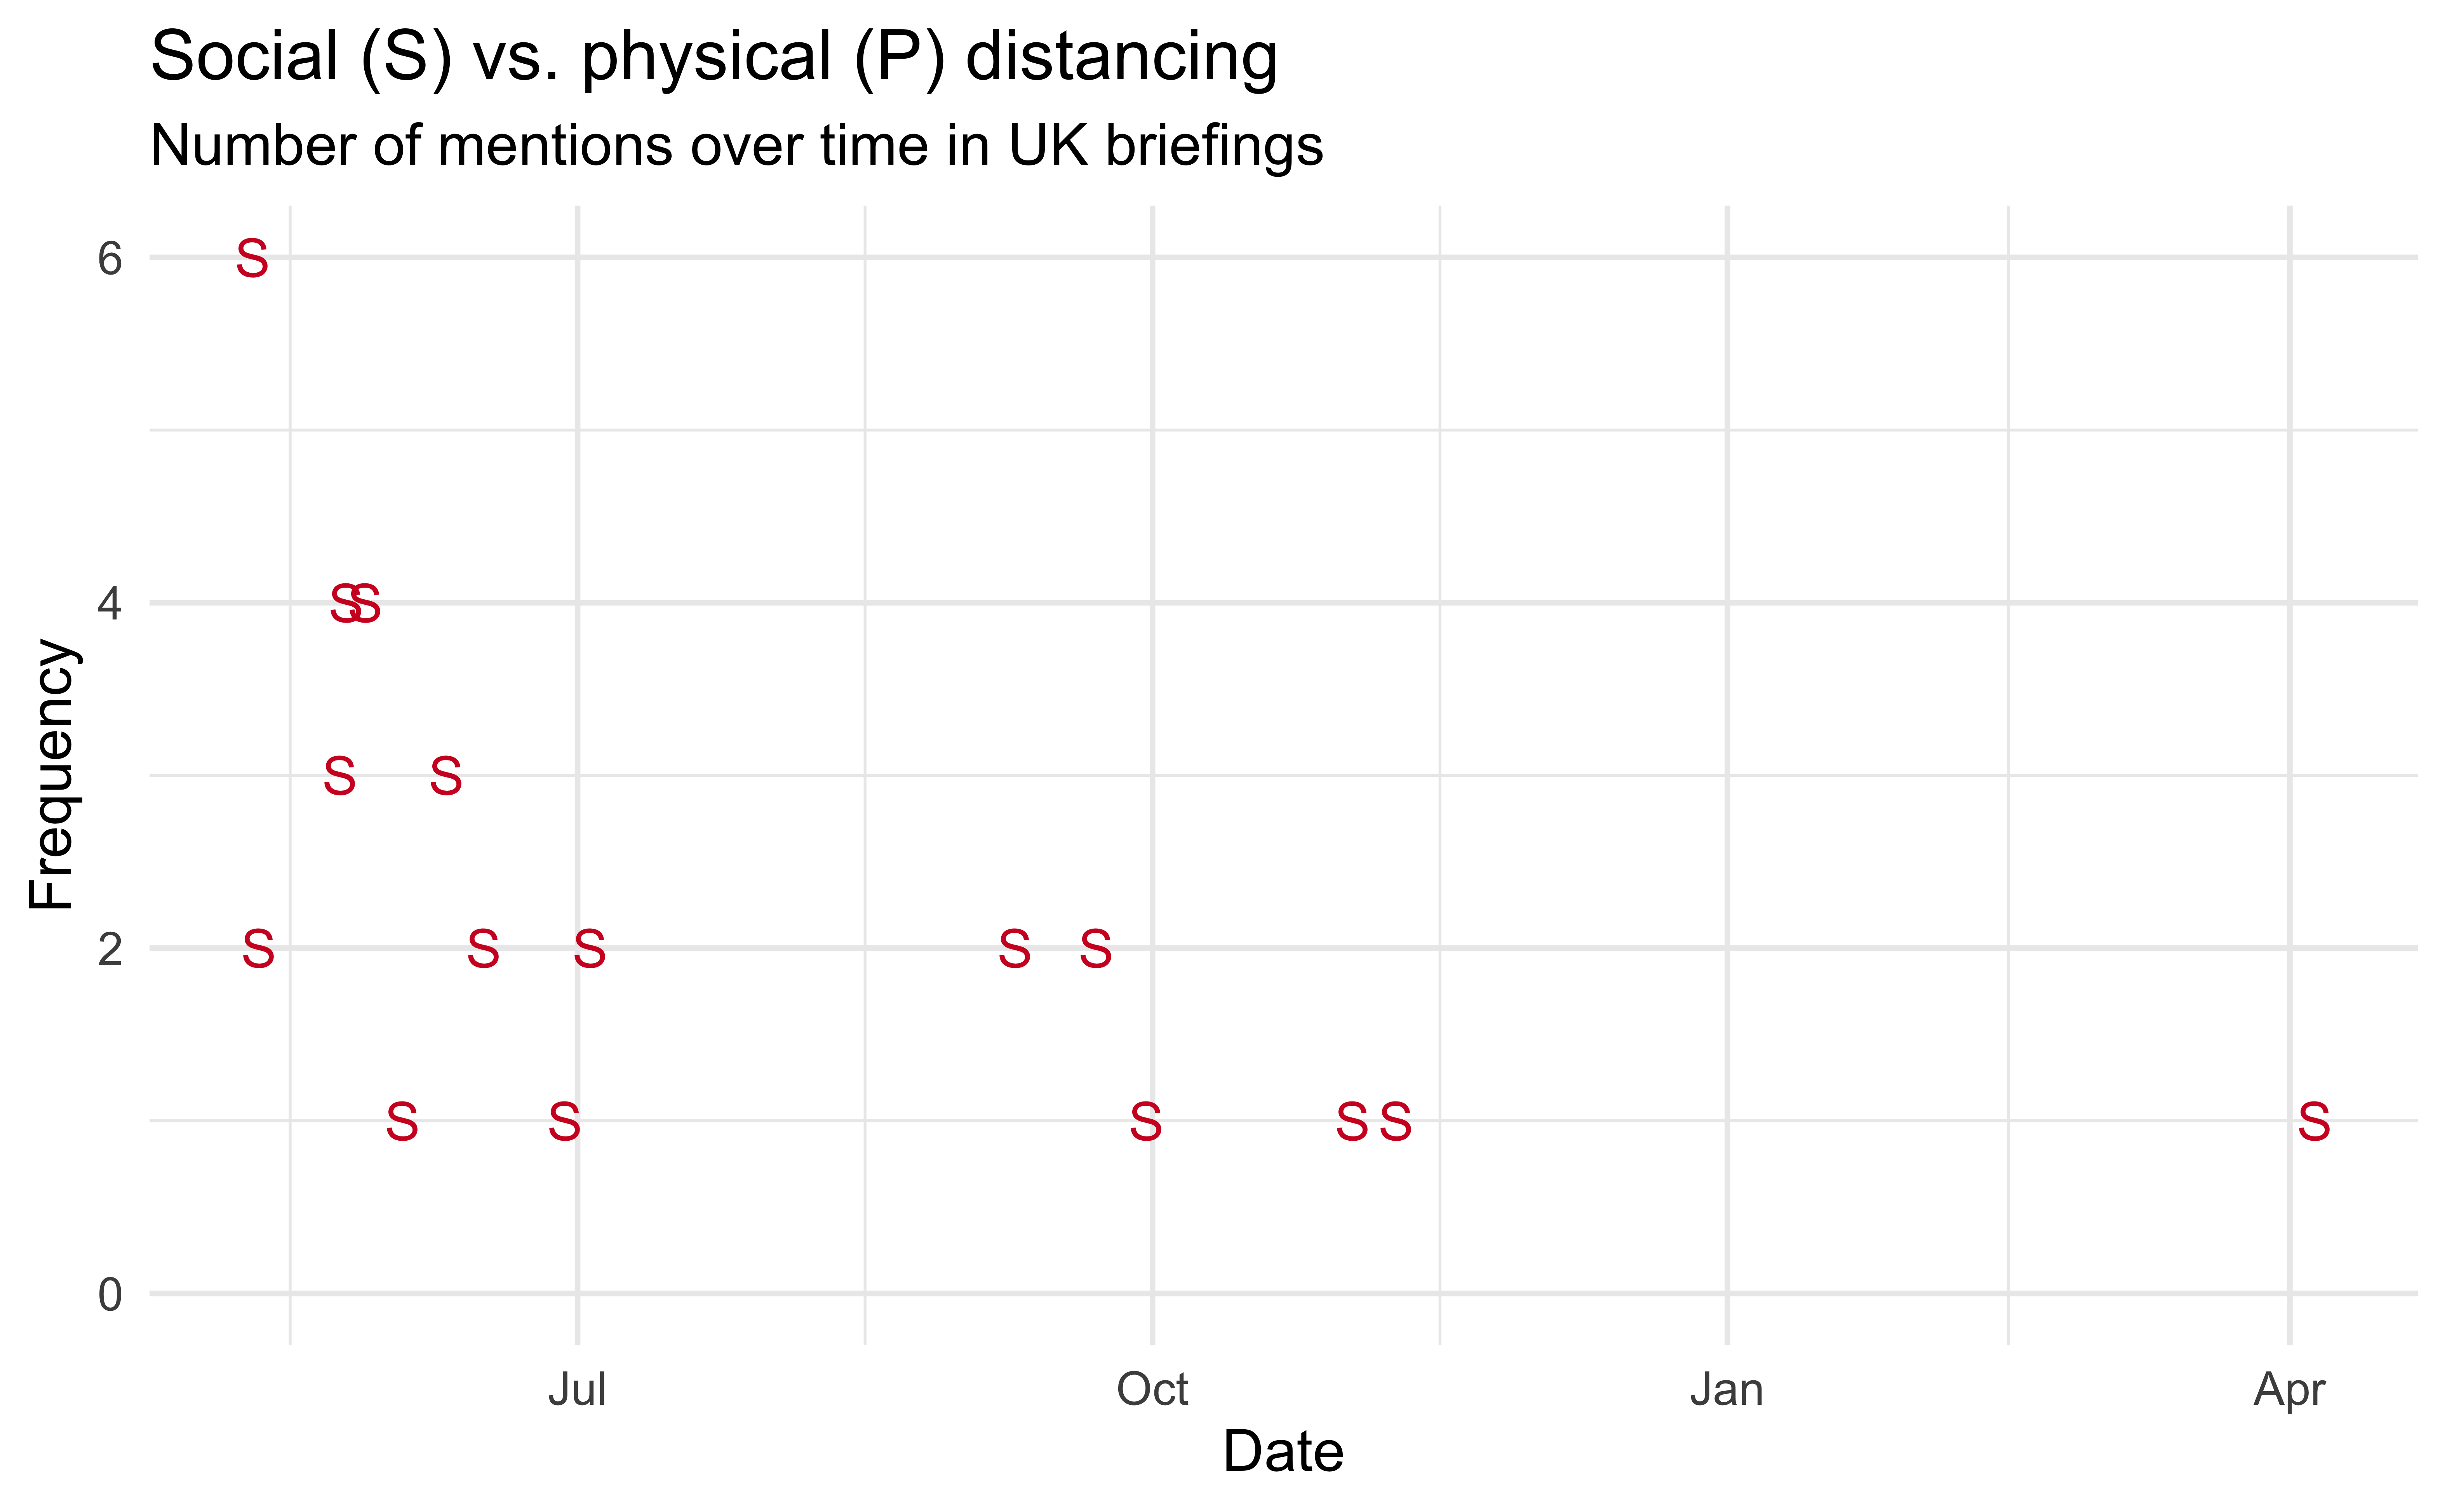 Social (S) vs. physical (P) distancing
Number of mentions over time in UK briefings
6
S
4
S S
S S
Frequency
2
S S S S S
S S S S S S
0
Jul Oct Jan Apr
Date